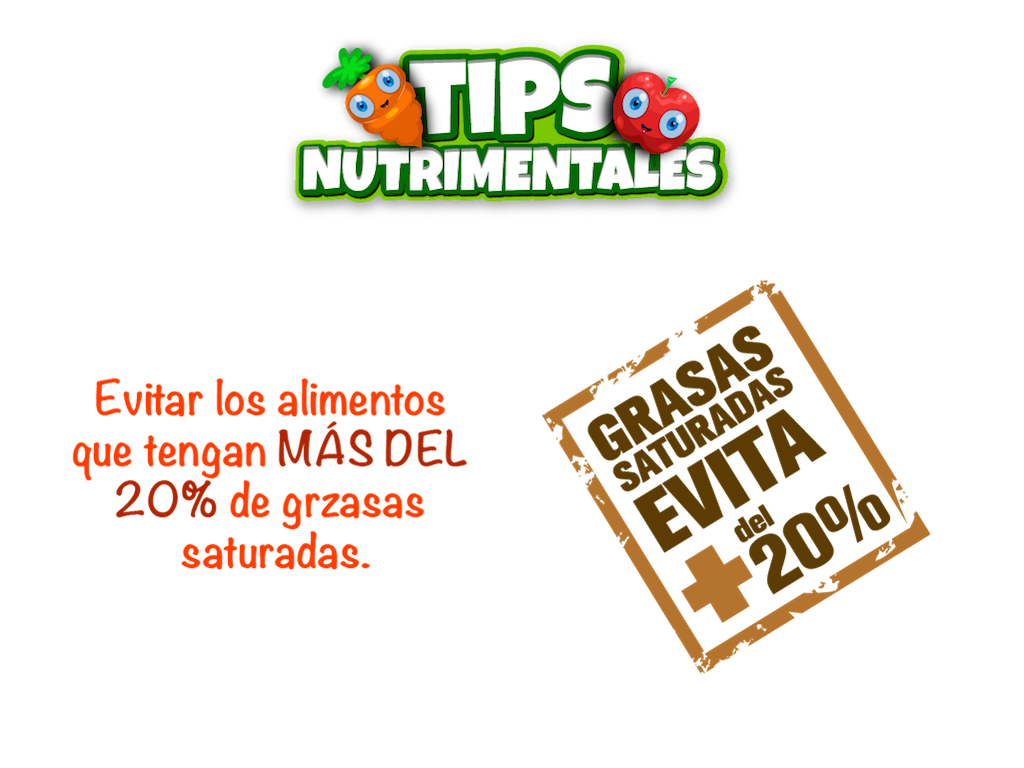 TIPS
NUTRIMENTALES
Evitar los alimentos
que tengan MÁS DEL
20% de grzasas
saturadas.
GRASAS
SATURADAS
EVITA
+ del 20%